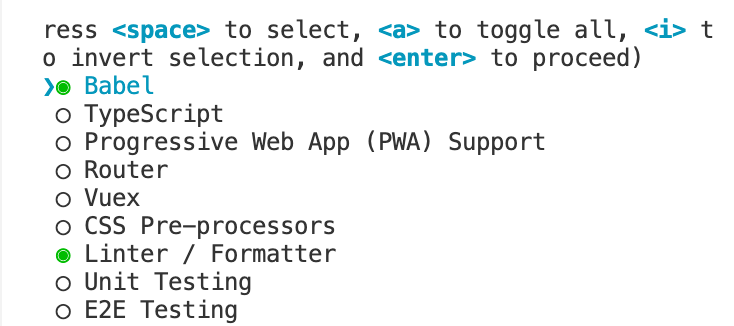 ress <space> to select, <a> to toggle all, <i> t
o invert selection, and <enter> to proceed)
❯◉ Babel
◯ TypeScript
◯ Progressive Web App (PWA) Support
◯ Router
◯ Vuex
◯ CSS Pre-processors
◉ Linter / Formatter
◯ Unit Testing
◯ E2E Testing